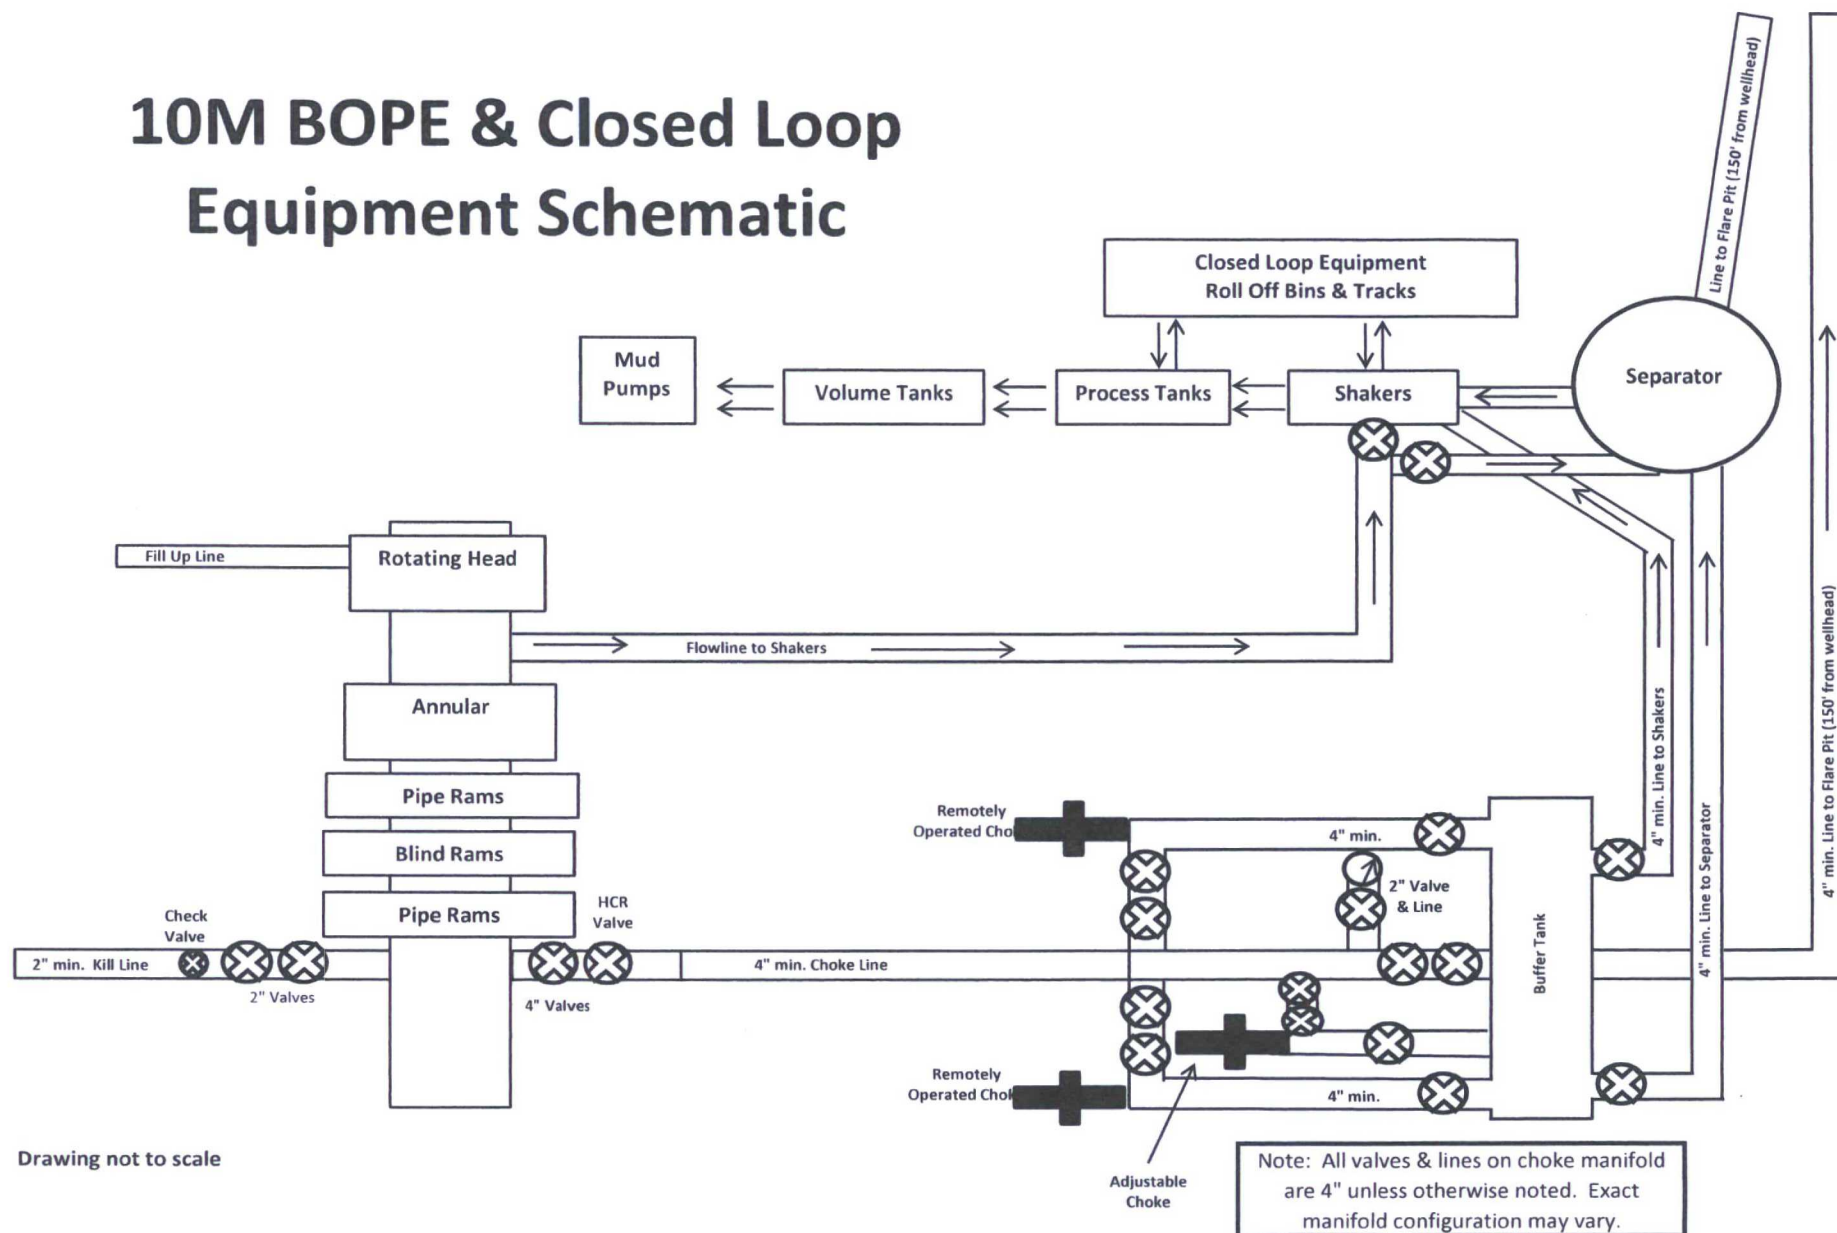 10M BOPE & Closed Loop
Equipment Schematic
Line to Flare Pit (150' from wellhead)
Closed Loop Equipment
Roll Off Bins & Tracks
Mud
Pumps
Volume Tanks
Process Tanks
Shakers
Separator
Fill Up Line
Rotating Head
Flowline to Shakers
Annular
Pipe Rams
Blind Rams
Pipe Rams
Check
Valve
HCR
Valve
2" min. Kill Line
2" Valves
4" Valves
4" min. Choke Line
Remotely
Operated Cho
4" min.
2" Valve
& Line
Buffer Tank
4" min. Line to Shakers
4" min. Line to Separator
4" min. Line to Flare Pit (150' from wellhead)
Remotely
Operated Chok
4" min.
Adjustable
Choke
Drawing not to scale
Note: All valves & lines on choke manifold
are 4" unless otherwise noted. Exact
manifold configuration may vary.